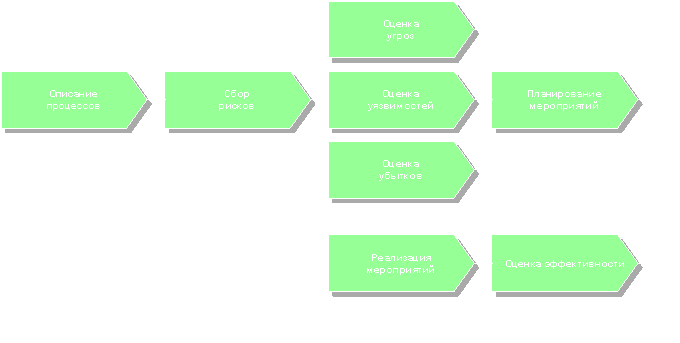 Оценка
угроз
Описание
процессов
Сбор
рисков
Оценка
уязвимостей
Планирование
мероприятий
Оценка
убытков
Реализация
мероприятий
Оценка эффективности